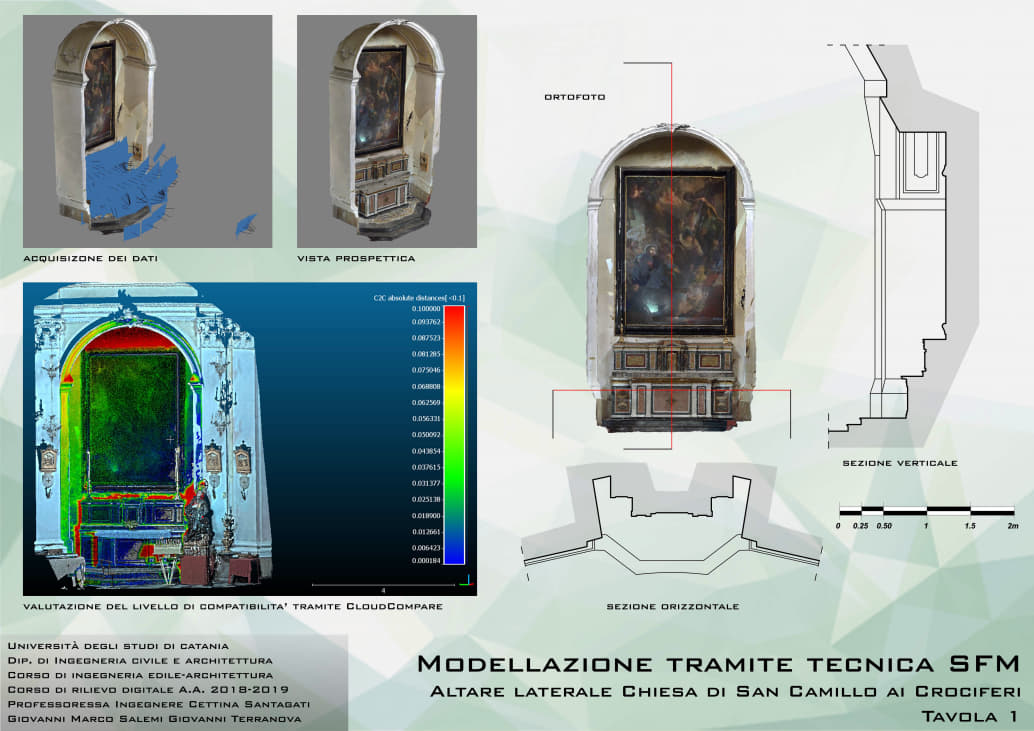 ACQUISIZONE DEI DATI
VISTA PROSPETTICA
ORTOFOTO
C2C absolute distances[<0.1]
0.100000
0.093762
0.087523
0.081285
0.075046
0.068808
0.062569
0.056331
0.050092
0.043854
0.037615
0.031377
0.025138
0.018900
0.012661
0.006423
0.000184
4
VALUTAZIONE DEL LIVELLO DI COMPATIBILITA' TRAMITE CLOUDCOMPARE
SEZIONE VERTICALE
0 0.25 0.50 1 1.5 2m
SEZIONE ORIZZONTALE
UNIVERSITÀ DEGLI STUDI DI CATANIA
DIP. DI INGEGNERIA CIVILE E ARCHITETTURA
CORSO DI INGEGNERIA EDILE-ARCHITETTURA
CORSO DI RILIEVO DIGITALE A.A. 2018-2019
PROFESSORESSA INGEGNERE CETTINA SANTAGATI
GIOVANNI MARCO SALEMI GIOVANNI TERRANOVA
MODELLAZIONE TRAMITE TECNICA SFM
ALTARE LATERALE CHIESA DI SAN CAMILLO AI CROCIFERI
TAVOLA 1